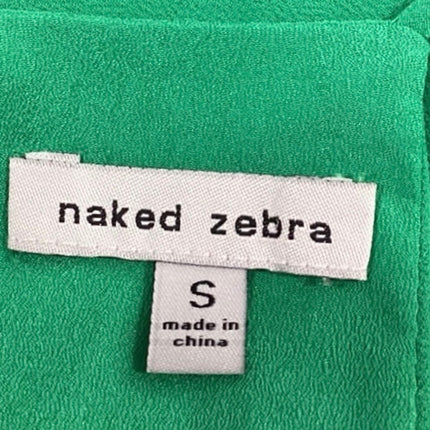 naked zebra
S
made in
china